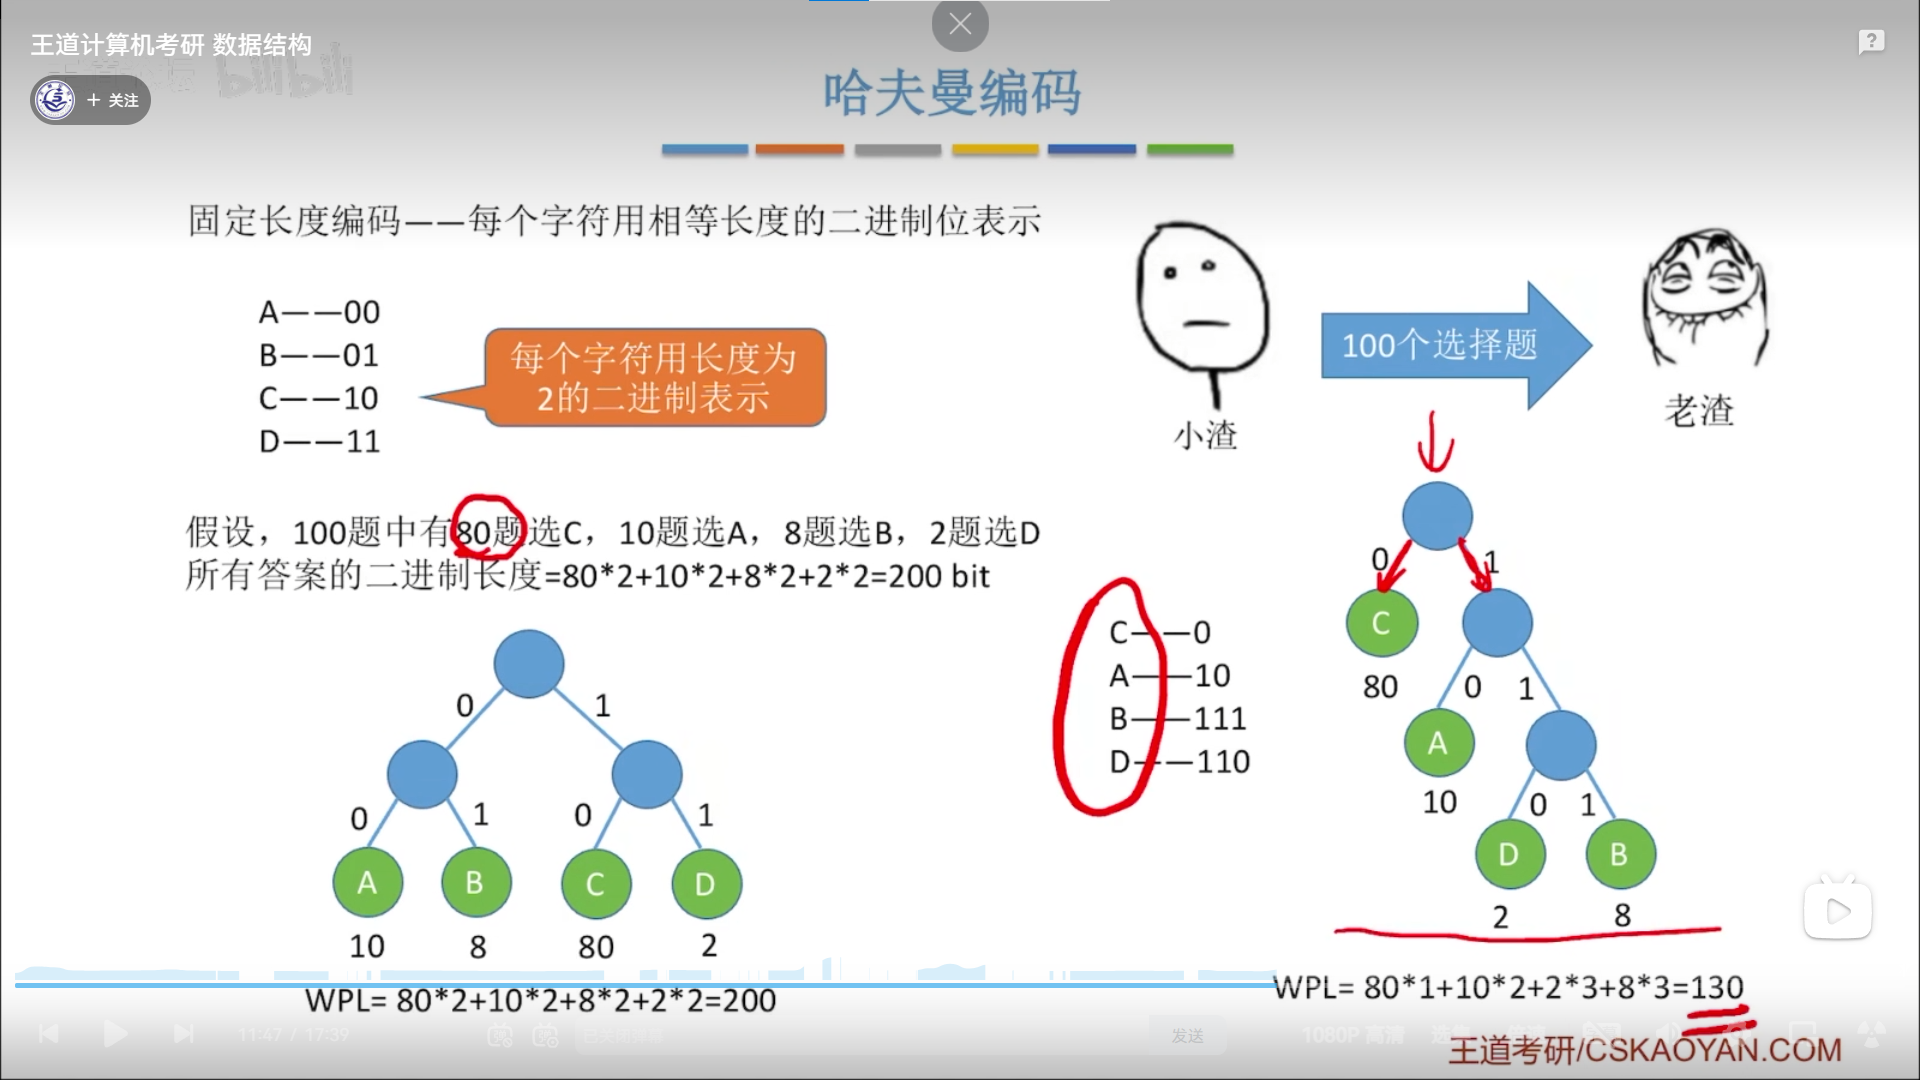 王道计算机考研 数据结构
bilibili
+ 关注
哈夫曼编码
固定长度编码——每个字符用相等长度的二进制位表示
A——00
B——01
C——10
D——11
每个字符用长度为
2的二进制表示
小渣
100个选择题
老渣
假设，100题中有80题选C，10题选A，8题选B，2题选D
所有答案的二进制长度=80*2+10*2+8*2+2*2=200 bit
0 1
0 1 0 1
A B C D
10 8 80 2
WPL= 80*2+10*2+8*2+2*2=200
C——0
A——10
B——111
D——110
0 1
C
80 0 1
A
10 0 1
D B
2 8
WPL= 80*1+10*2+2*3+8*3=130
11:47 / 17:39
发送
1080P 高清
王道考研/CSKAOYAN.COM